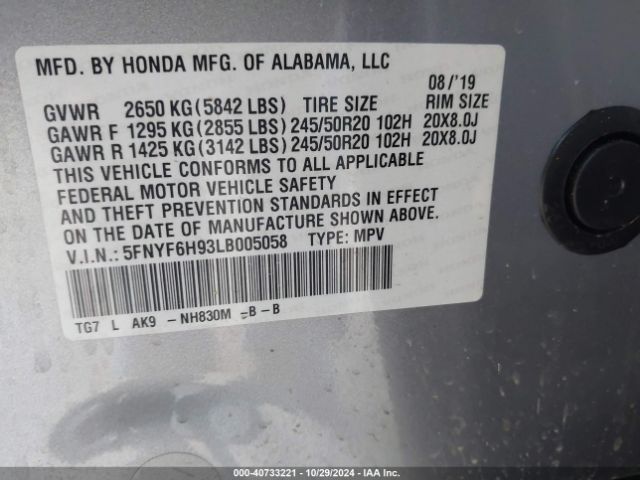 MFD. BY HONDA MFG. OF ALABAMA, LLC
08/'19
GVWR 2650 KG (5842 LBS) TIRE SIZE RIM SIZE
GAWR F 1295 KG (2855 LBS) 245/50R20 102H 20X8.0J
GAWR R 1425 KG (3142 LBS) 245/50R20 102H 20X8.0J
THIS VEHICLE CONFORMS TO ALL APPLICABLE
FEDERAL MOTOR VEHICLE SAFETY
AND THEFT PREVENTION STANDARDS IN EFFECT
ON THE DATE OF MANUFACTURE SHOWN ABOVE.
V.I.N.: 5FNYF6H93LB005058 TYPE: MPV
TG7 L AK9 -NH830M -B-B
000-40733221 - 10/29/2024 - IAA Inc.